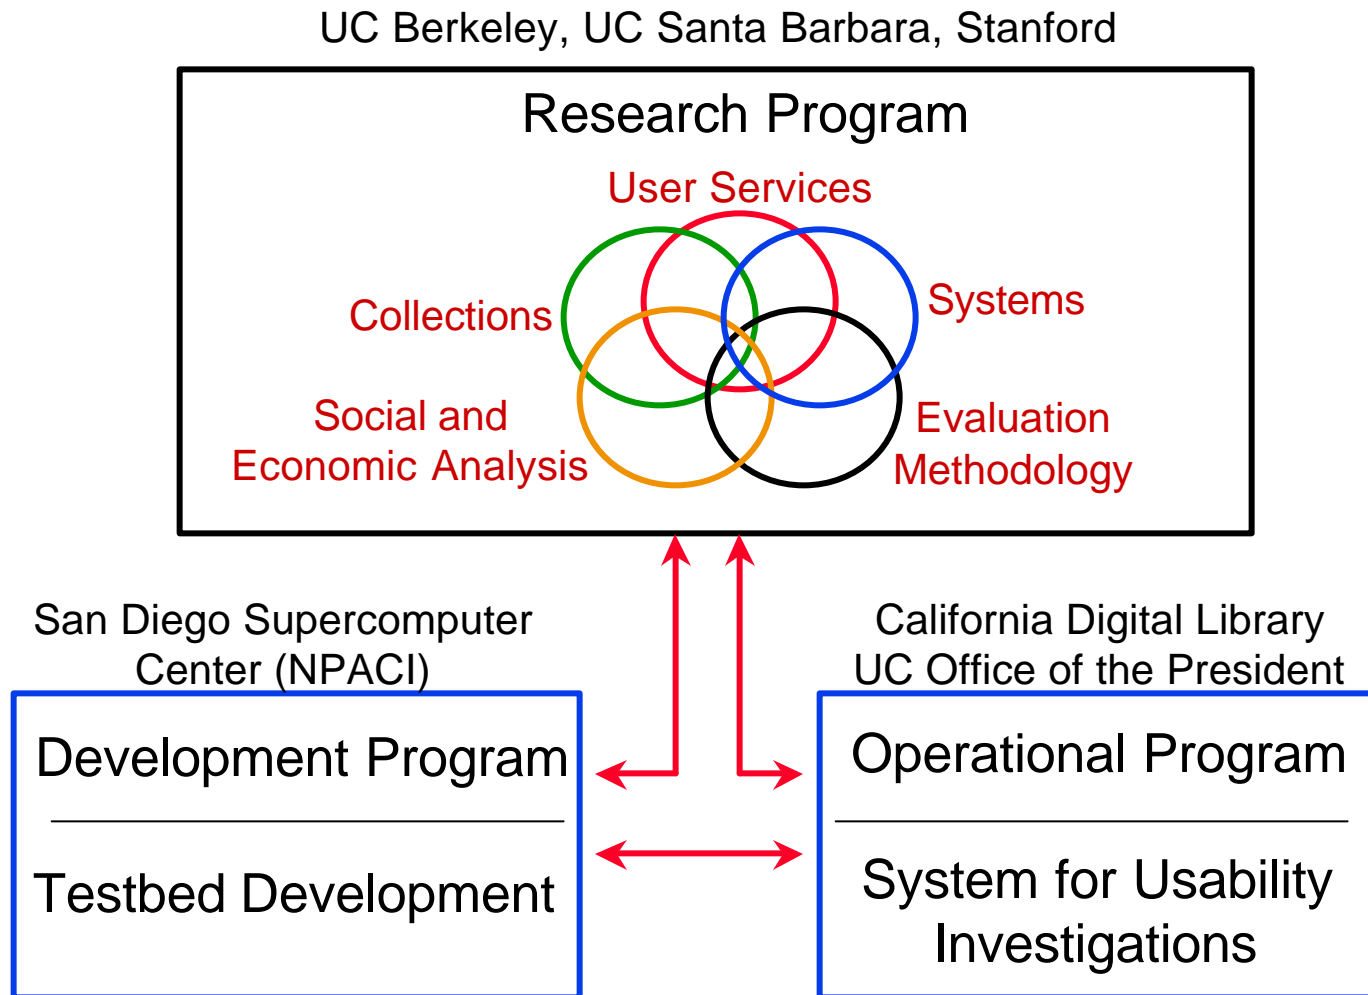 UC Berkeley, UC Santa Barbara, Stanford
Research Program
User Services
Collections
Systems
Social and
Economic Analysis
Evaluation
Methodology
San Diego Supercomputer
Center (NPACI)
Development Program
Testbed Development
California Digital Library
UC Office of the President
Operational Program
System for Usability
Investigations